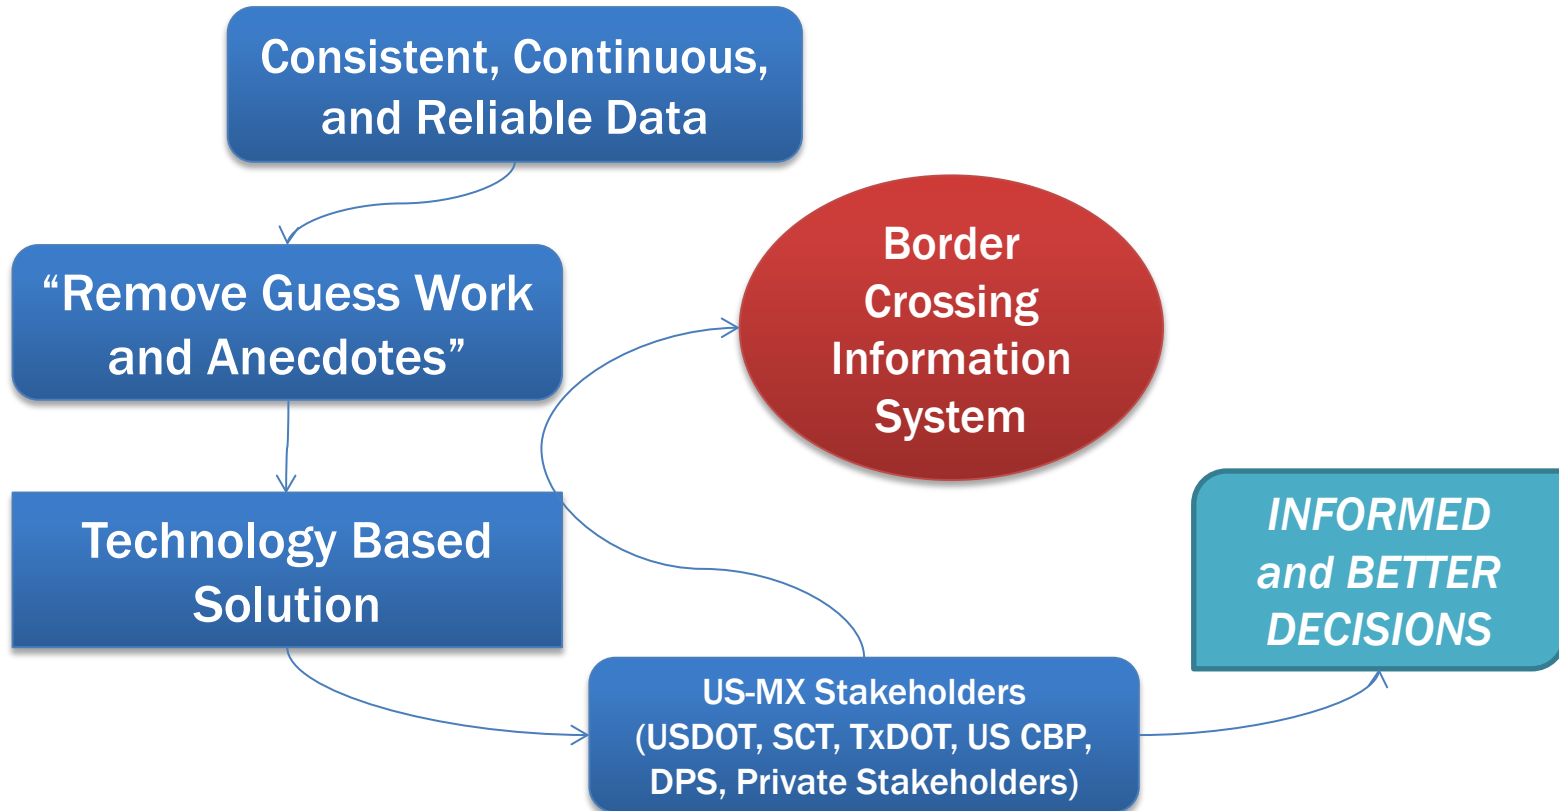 Consistent, Continuous,
and Reliable Data
“Remove Guess Work
and Anecdotes”
Technology Based
Solution
Border
Crossing
Information
System
US-MX Stakeholders
(USDOT, SCT, TxDOT, US CBP,
DPS, Private Stakeholders)
INFORMED
and BETTER
DECISIONS